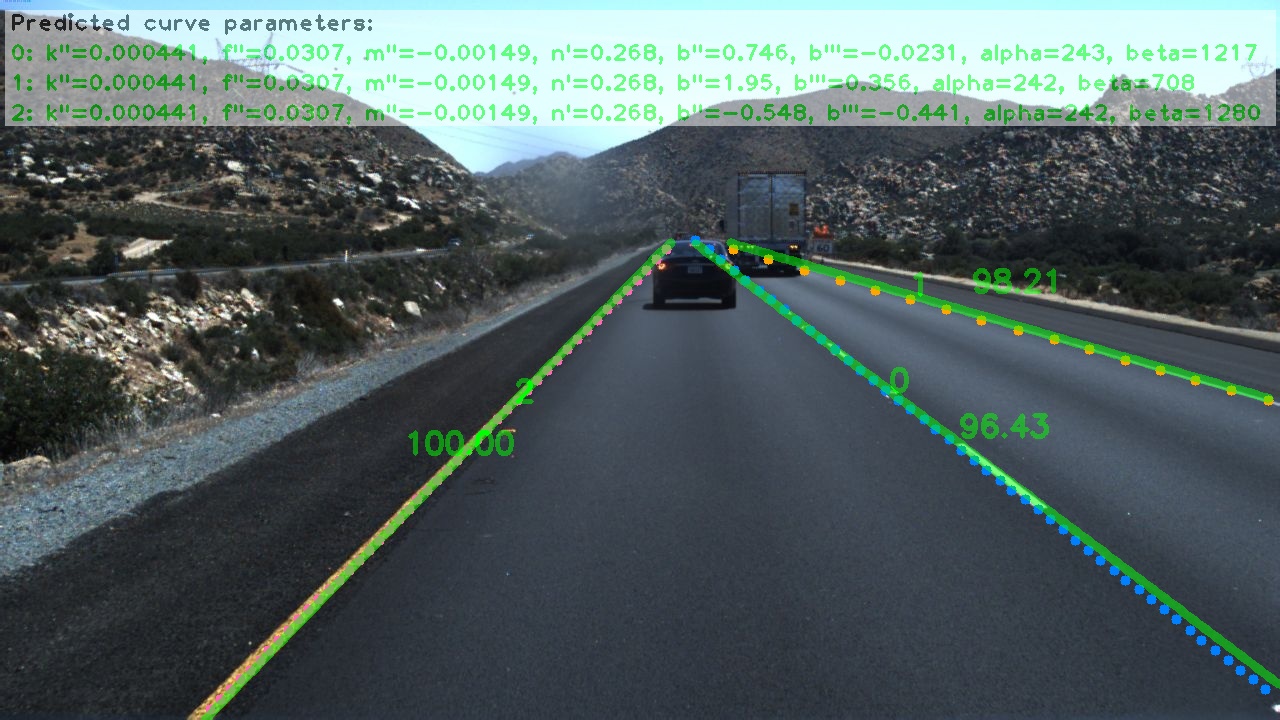 Predicted curve parameters:
0: k''=0.000441, f''=0.0307, m''=-0.00149, n'=0.268, b''=0.746, b'''=-0.0231, alpha=243, beta=1217
1: k''=0.000441, f''=0.0307, m''=-0.00149, n'=0.268, b''=1.95, b'''=0.356, alpha=242, beta=708
2: k''=0.000441, f''=0.0307, m''=-0.00149, n'=0.268, b''=-0.548, b'''=-0.441, alpha=242, beta=1280
60
1 98.21
2
0
100.00
96.43